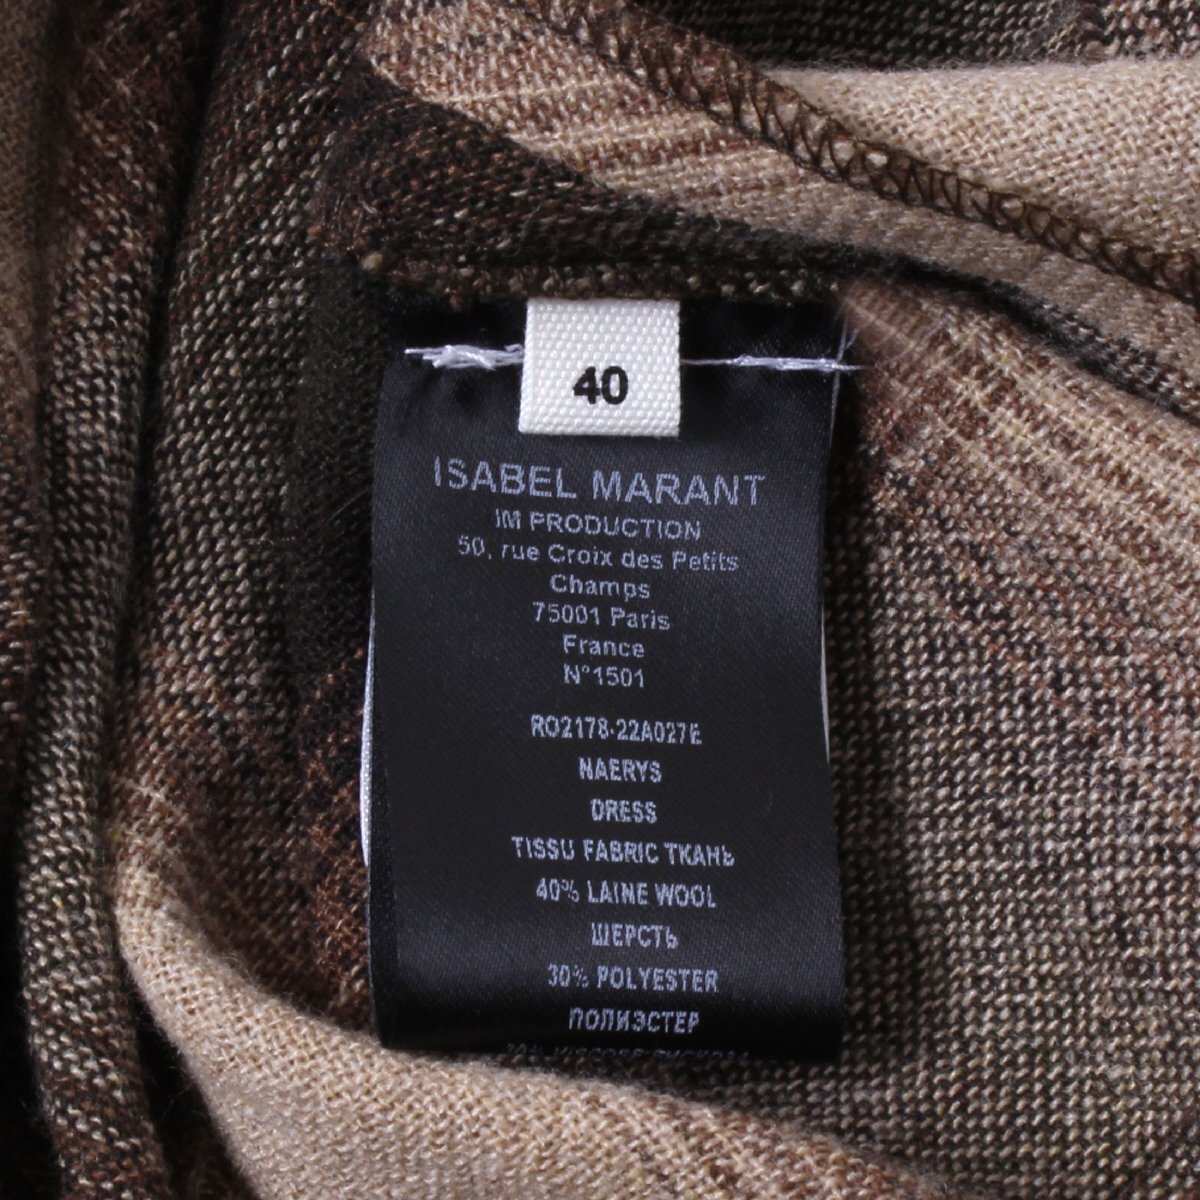 40
ISABEL MARANT
IM PRODUCTION
50, rue Croix des Petits
Champs
75001 Paris
France
N°1501
RO2178-22A027E
NAERYS
DRESS
TISSU FABRIC ТКАНЬ
40% LAINE WOOL
ШЕРСТЬ
30% POLYESTER
ПОЛИЭСТЕР